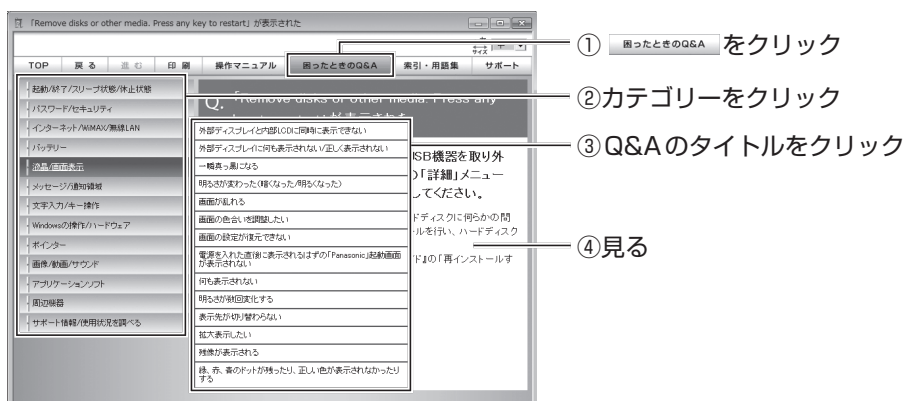 「Remove disks or other media. Press any key to restart」が表示された
サイズ 中
TOP 戻る 進む 印刷 操作マニュアル 困ったときのQ&A 索引・用語集 サポート
① 困ったときのQ&A をクリック
起動/終了/スリープ状態/休止状態
パスワード/セキュリティ
インターネット/WiMAX/無線LAN
バッテリー
液晶/画面表示
メッセージ/通知領域
文字入力/キー操作
Windowsの操作/ハードウェア
ポインター
画像/動画/サウンド
アプリケーションソフト
周辺機器
サポート情報/使用状況を調べる
②カテゴリーをクリック
Q. 「Remove disks or other media. Press any
外部ディスプレイと内部LCDに同時に表示できない
外部ディスプレイに何も表示されない/正しく表示されない
一瞬真っ黒になる
明るさが変わった(暗くなった/明るくなった)
画面が乱れる
画面の色合いを調整したい
画面の設定が復元できない
電源を入れた直後に表示されるはずの「Panasonic」起動画面
が表示されない
何も表示されない
明るさが数回変化する
表示先が切り替わらない
拡大表示したい
残像が表示される
緑、赤、青のドットが残ったり、正しい色が表示されなかったり
する
③Q&Aのタイトルをクリック
USB機器を取り外
の「詳細」メニュー
してください。
ドディスクに何らかの問
ールを行い、ハードディスク
ド』の「再インストールす
④見る